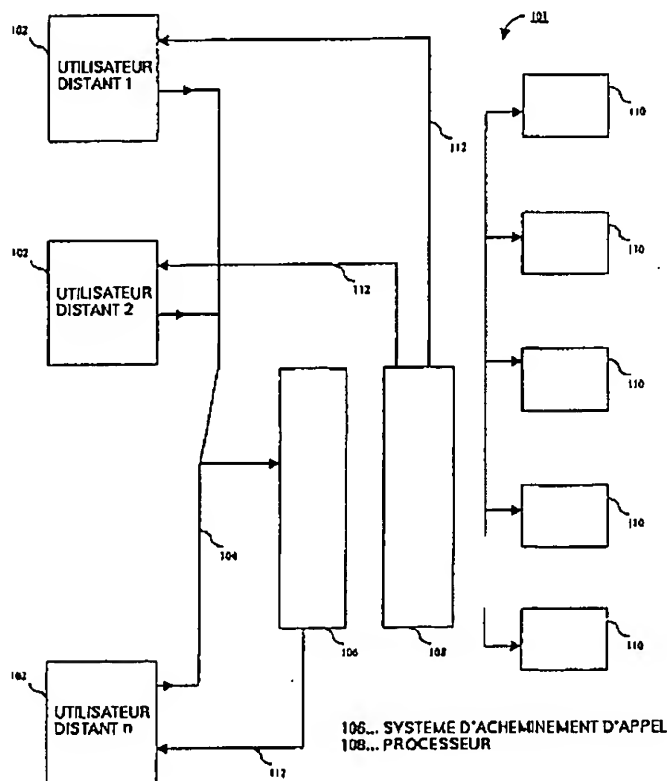 101
102
UTILISATEUR
DISTANT 1
112
110
102
UTILISATEUR
DISTANT 2
112
110
110
110
104
106
108
110
102
UTILISATEUR
DISTANT n
112
106... SYSTEME D'ACHEMINEMENT D'APPEL
108... PROCESSEUR